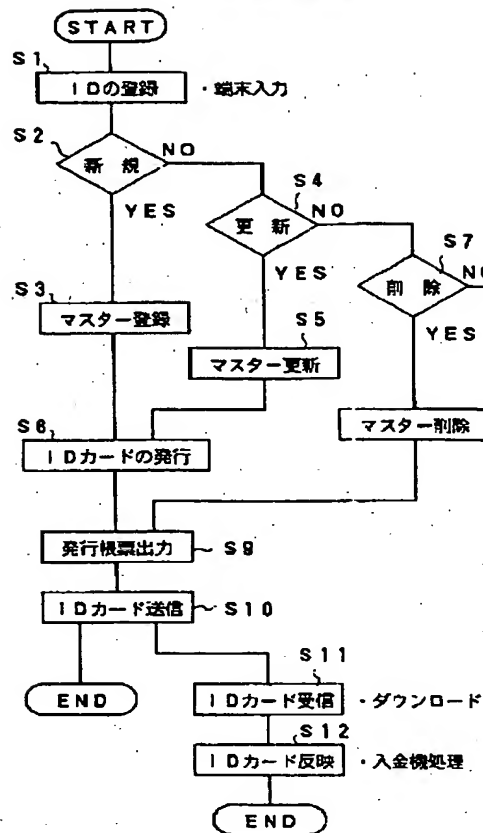 START
S1
IDの登録 ・端末入力
S2
新規 NO
YES
S4
更新 NO
YES
S7
削除 NO
YES
S3
マスター登録
S5
マスター更新
マスター削除
S6
IDカードの発行
発行帳票出力 S9
IDカード送信 S10
END
S11
IDカード受信 ・ダウンロード
S12
IDカード反映 ・入金機処理
END